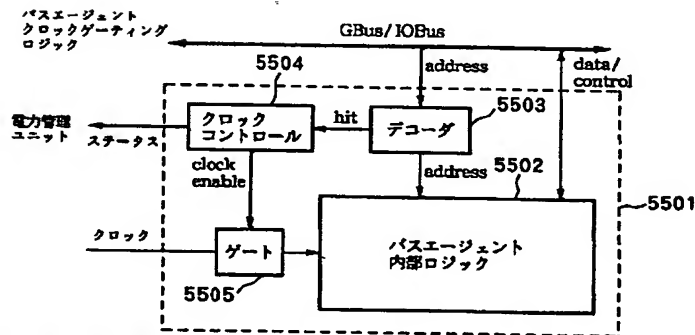 バスエージェント
クロックゲーティング
ロジック
GBus/IOBus
5504
address
data/
control
電力管理
ユニット
ステータス
クロック
コントロール
hit
デコーダ
5503
5502
clock
enable
address
5501
クロック
ゲート
バスエージェント
内部ロジック
5505